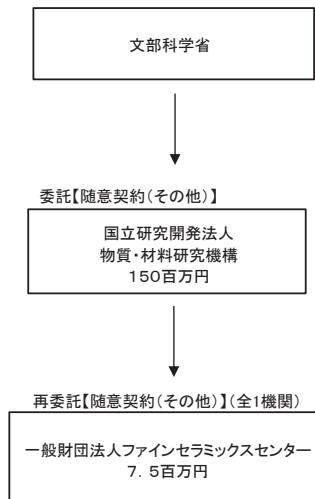 文部科学省
委託【随意契約（その他）】
国立研究開発法人
物質・材料研究機構
１５０百万円
再委託【随意契約（その他）】（全１機関）
一般財団法人ファインセラミックスセンター
７．５百万円